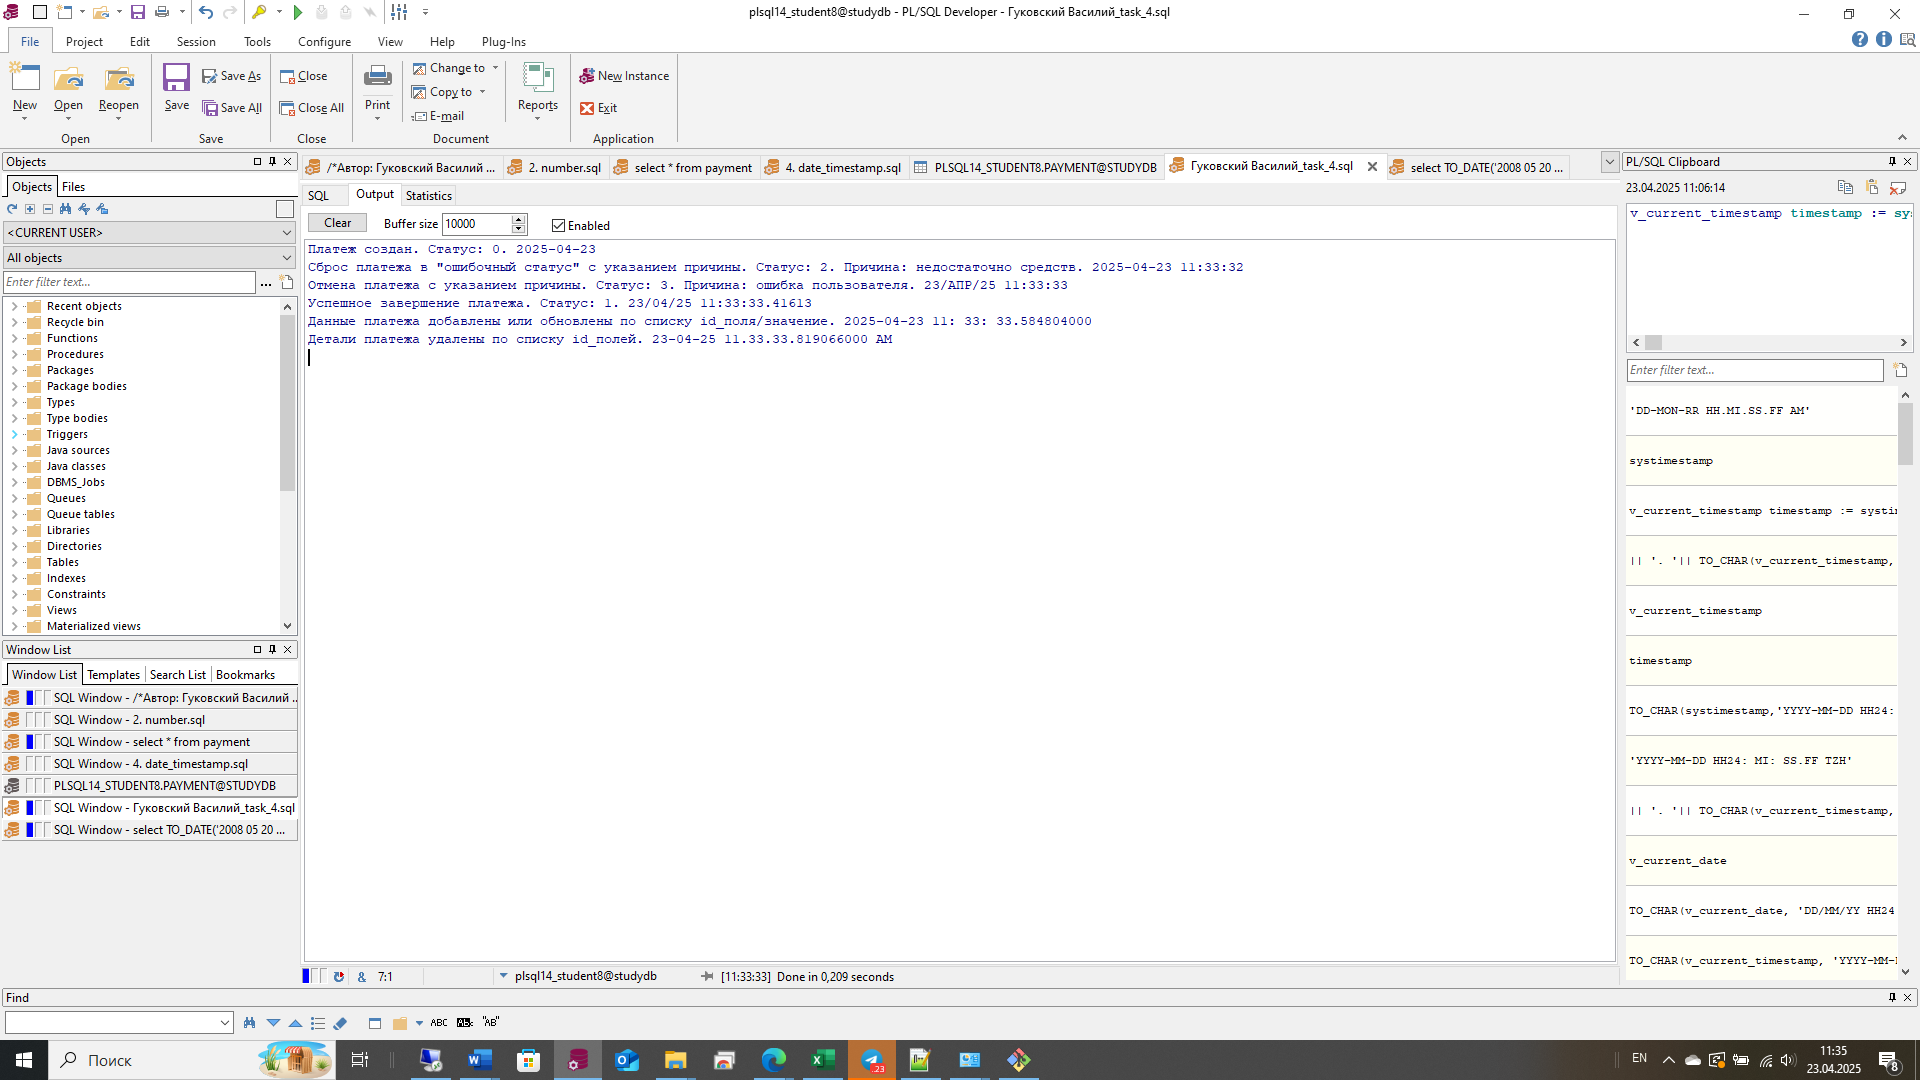 plsql14_student8@studydb - PL/SQL Developer - Гуковский Василий_task_4.sql
File Project Edit Session Tools Configure View Help Plug-Ins
New Open Reopen Save Save As Save All Close Close All Print Change to Copy to E-mail Reports New Instance Exit
Open Save Close Document Application
Objects
Objects Files
<CURRENT USER>
All objects
Enter filter text...
Recent objects
Recycle bin
Functions
Procedures
Packages
Package bodies
Types
Type bodies
Triggers
Java sources
Java classes
DBMS_Jobs
Queues
Queue tables
Libraries
Directories
Tables
Indexes
Constraints
Views
Materialized views
Window List
Window List Templates Search List Bookmarks
SQL Window - /*Автор: Гуковский Василий ..
SQL Window - 2. number.sql
SQL Window - select * from payment
SQL Window - 4. date_timestamp.sql
PLSQL14_STUDENT8.PAYMENT@STUDYDB
SQL Window - Гуковский Василий_task_4.sql
SQL Window - select TO_DATE('2008 05 20 ...
/*Автор: Гуковский Василий ... 2. number.sql select * from payment 4. date_timestamp.sql PLSQL14_STUDENT8.PAYMENT@STUDYDB Гуковский Василий_task_4.sql select TO_DATE('2008 05 20 ...
SQL Output Statistics
Clear Buffer size 10000 Enabled
Платеж создан. Статус: 0. 2025-04-23
Сброс платежа в "ошибочный статус" с указанием причины. Статус: 2. Причина: недостаточно средств. 2025-04-23 11:33:32
Отмена платежа с указанием причины. Статус: 3. Причина: ошибка пользователя. 23/АПР/25 11:33:33
Успешное завершение платежа. Статус: 1. 23/04/25 11:33:33.41613
Данные платежа добавлены или обновлены по списку id_поля/значение. 2025-04-23 11: 33: 33.584804000
Детали платежа удалены по списку id_полей. 23-04-25 11.33.33.819066000 AM
& 7:1 plsql14_student8@studydb [11:33:33] Done in 0,209 seconds
PL/SQL Clipboard
23.04.2025 11:06:14
v_current_timestamp timestamp := sy
Enter filter text...
'DD-MON-RR HH.MI.SS.FF AM'
systimestamp
v_current_timestamp timestamp := systi
|| '. '|| TO_CHAR(v_current_timestamp,
v_current_timestamp
timestamp
TO_CHAR(systimestamp,'YYYY-MM-DD HH24:
'YYYY-MM-DD HH24: MI: SS.FF TZH'
|| '. '|| TO_CHAR(v_current_timestamp,
v_current_date
TO_CHAR(v_current_date, 'DD/MM/YY HH24
TO_CHAR(v_current_timestamp, 'YYYY-MM-
Find
ABC AB "AB"
Поиск
23
EN
11:35
23.04.2025
8